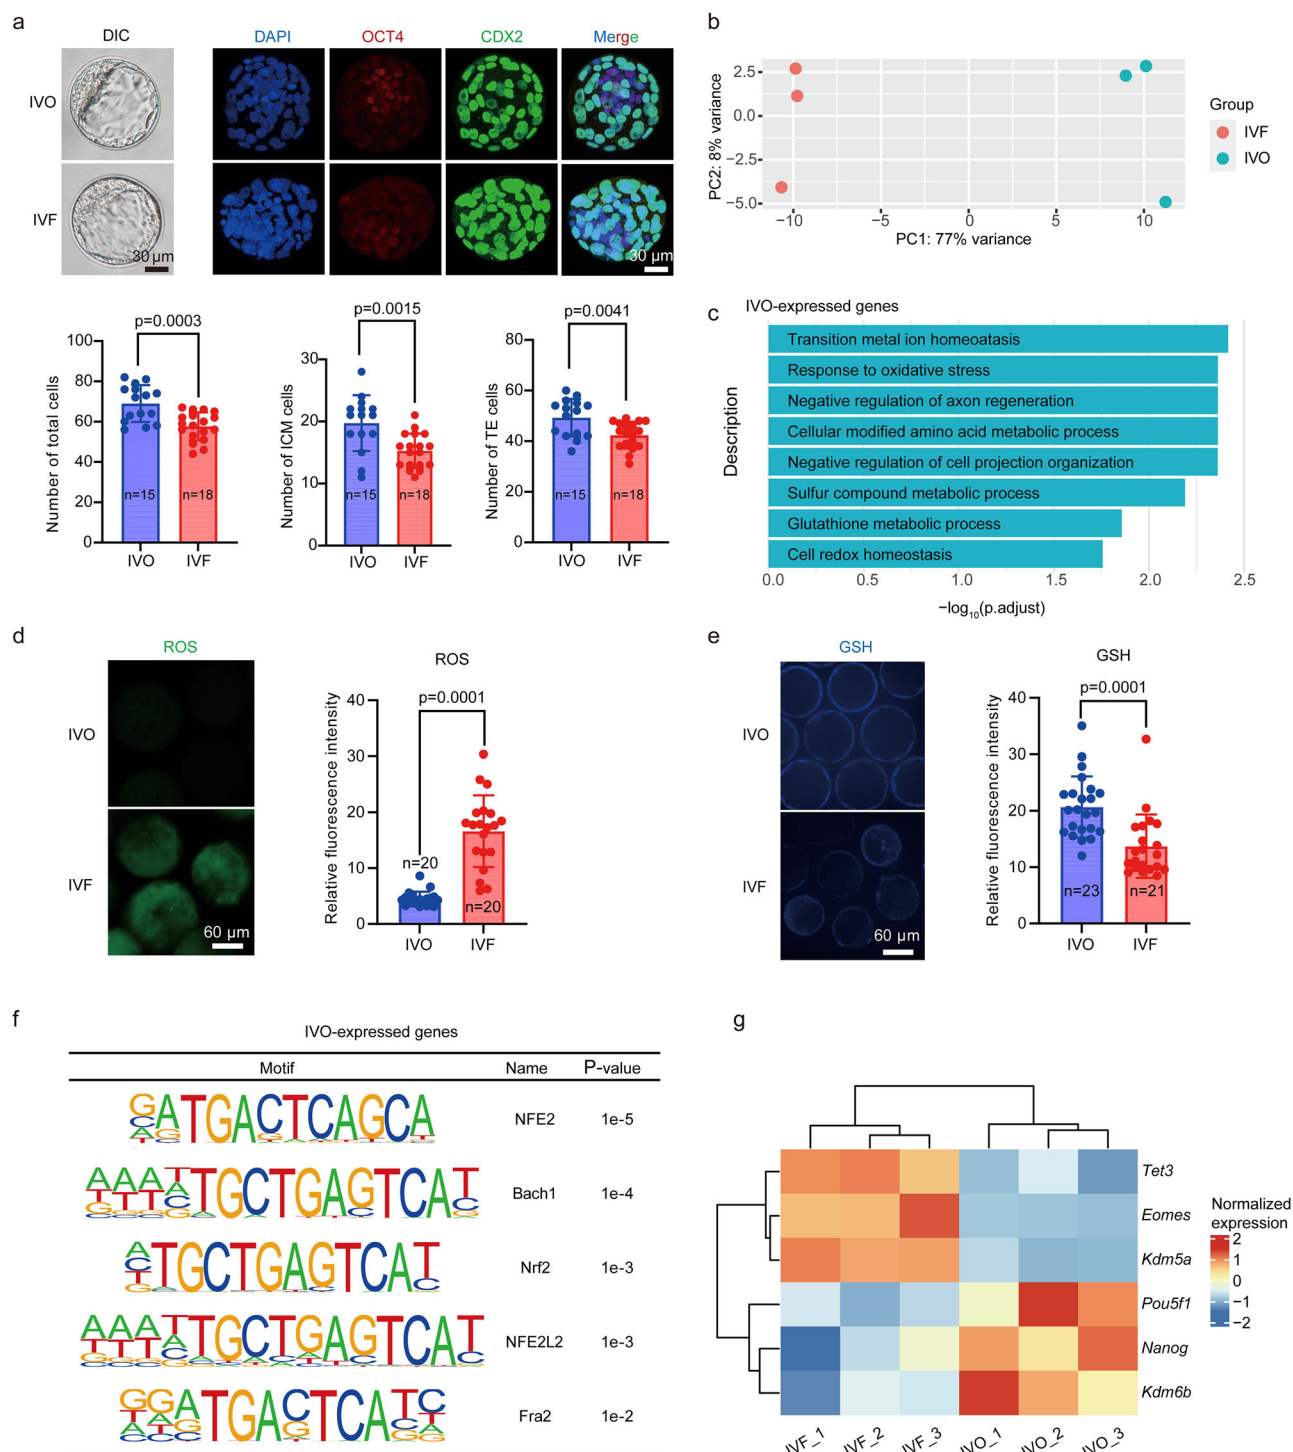 a
DIC
DAPI
OCT4
CDX2
Merge
IVO
IVF
30 µm
30 µm
Number of total cells
100
80
60
40
20
0
p=0.0003
n=15
n=18
IVO
IVF
Number of ICM cells
30
20
10
0
p=0.0015
n=15
n=18
IVO
IVF
Number of TE cells
80
60
40
20
0
p=0.0041
n=15
n=18
IVO
IVF
b
PC2: 8% variance
2.5
0.0
−2.5
−5.0
−10
−5
0
5
10
PC1: 77% variance
Group
IVF
IVO
c
IVO-expressed genes
Description
Transition metal ion homoeatasis
Response to oxidative stress
Negative regulation of axon regeneration
Cellular modified amino acid metabolic process
Negative regulation of cell projection organization
Sulfur compound metabolic process
Glutathione metabolic process
Cell redox homeostasis
0.0
0.5
1.0
1.5
2.0
2.5
−log10(p.adjust)
d
ROS
IVO
IVF
60 µm
ROS
Relative fluorescence intensity
40
30
20
10
0
p=0.0001
n=20
n=20
IVO
IVF
e
GSH
IVO
IVF
60 µm
GSH
Relative fluorescence intensity
40
30
20
10
0
p=0.0001
n=23
n=21
IVO
IVF
f
IVO-expressed genes
Motif
Name
P-value
GATGACTCAGCA
NFE2
1e-5
AAATTGCTGAGTCAT
Bach1
1e-4
ATGCTGAGTCAT
Nrf2
1e-3
AAATTGCTGAGTCAT
NFE2L2
1e-3
GGATGACTCATC
Fra2
1e-2
g
Tet3
Eomes
Kdm5a
Pou5f1
Nanog
Kdm6b
IVF_1
IVF_2
IVF_3
IVO_1
IVO_2
IVO_3
Normalized
expression
2
1
0
−1
−2